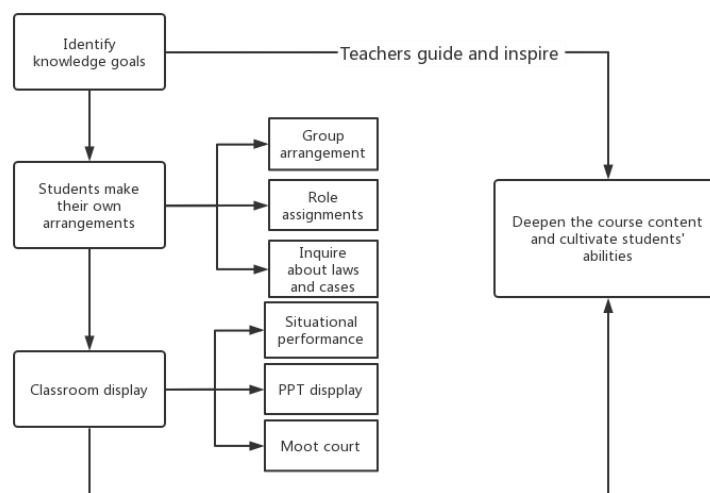 Identify
knowledge goals
Teachers guide and inspire
Group
arrangement
Students make
their own
arrangements
Role
assignments
Inquire
about laws
and cases
Deepen the course content
and cultivate students'
abilities
Situational
performance
Classroom display
PPT dispplay
Moot court